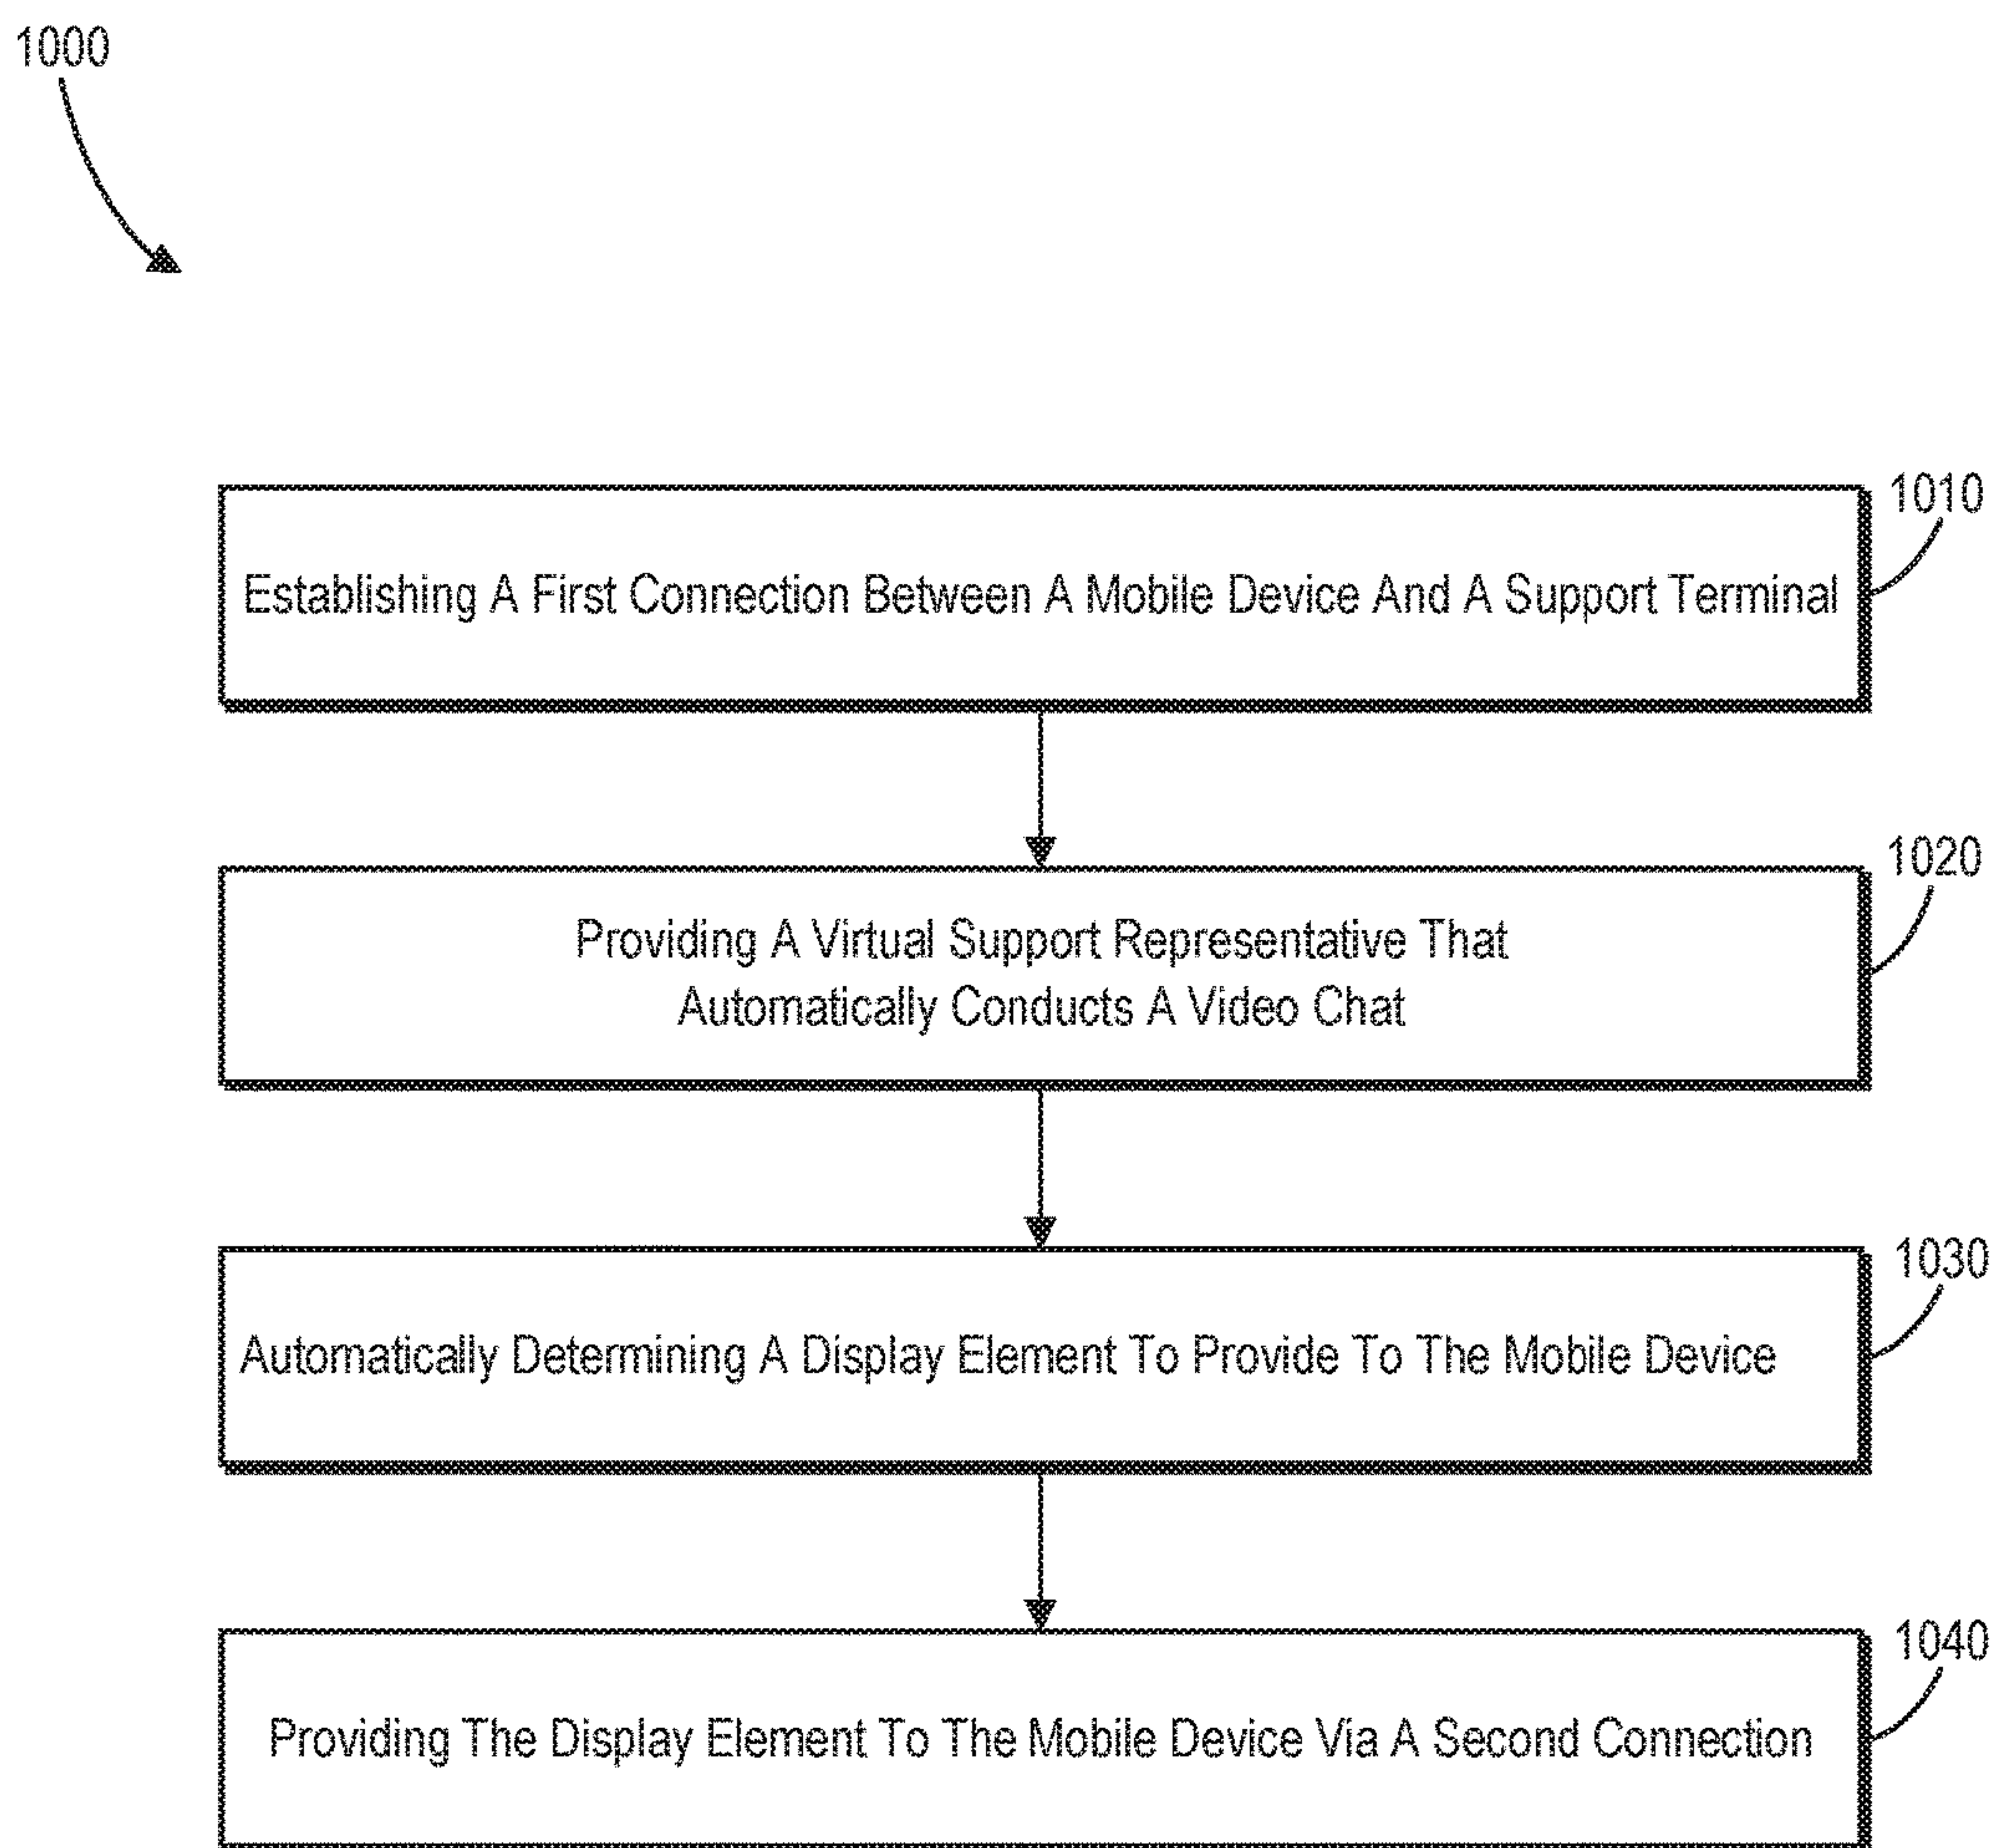 1000
1010
Establishing A First Connection Between A Mobile Device And A Support Terminal
1020
Providing A Virtual Support Representative That
Automatically Conducts A Video Chat
1030
Automatically Determining A Display Element To Provide To The Mobile Device
1040
Providing The Display Element To The Mobile Device Via A Second Connection